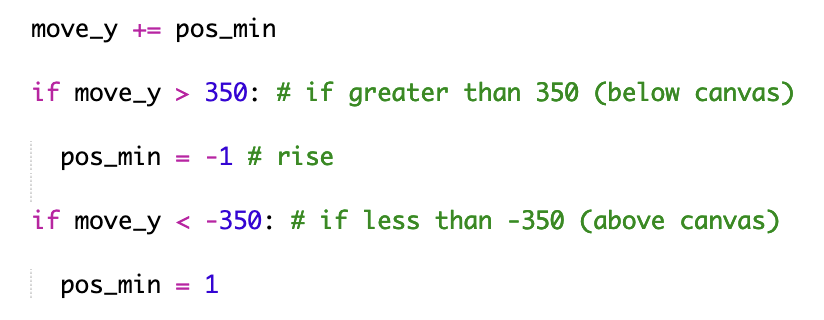 move_y += pos_min
if move_y > 350: # if greater than 350 (below canvas)
pos_min = -1 # rise
if move_y < -350: # if less than -350 (above canvas)
pos_min = 1